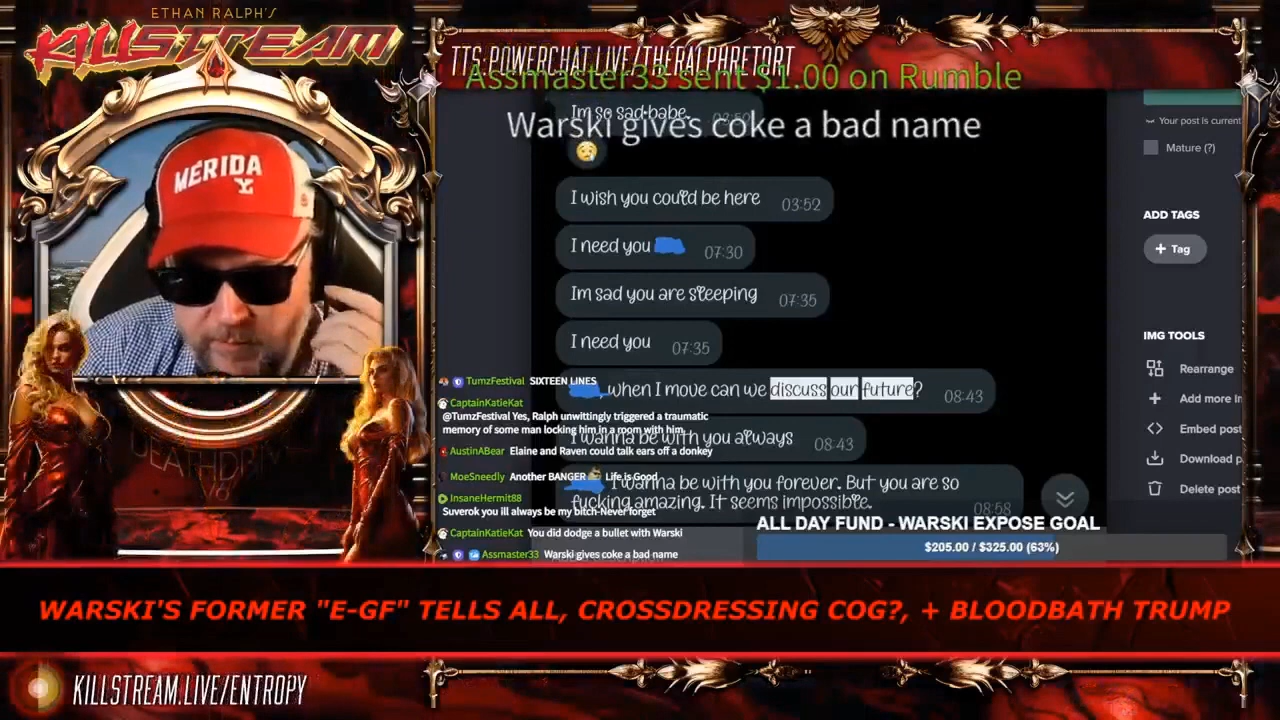 ETHAN RALPH'S
KILLSTREAM
TTS.POWERCHAT.LIVE/THERALPHRETORT
Assmaster33 sent $1.00 on Rumble
Warski gives coke a bad name
Im so sad babe.
I wish you could be here 03:52
I need you 07:30
Im sad you are sleeping 07:35
I need you 07:35
when I move can we discuss our future? 08:43
I wanna be with you always 08:43
I wanna be with you forever. But you are so
fucking amazing. It seems impossible. 08:58
Your post is current
Mature (?)
ADD TAGS
+ Tag
IMG TOOLS
Rearrange
Add more in
Embed post
Download p
Delete post
MÉRIDA
Y
TumzFestival SIXTEEN LINES
CaptainKatieKat
@TumzFestival Yes, Ralph unwittingly triggered a traumatic
memory of some man locking him in a room with him.
AustinABear Elaine and Raven could talk ears off a donkey
MoeSneedly Another BANGER Life is Good
InsaneHermit88
Suverok you ill always be my bitch-Never forget
CaptainKatieKat You did dodge a bullet with Warski
Assmaster33 Warski gives coke a bad name
ALL DAY FUND - WARSKI EXPOSE GOAL
$205.00 / $325.00 (63%)
WARSKI'S FORMER "E-GF" TELLS ALL, CROSSDRESSING COG?, + BLOODBATH TRUMP
KILLSTREAM.LIVE/ENTROPY